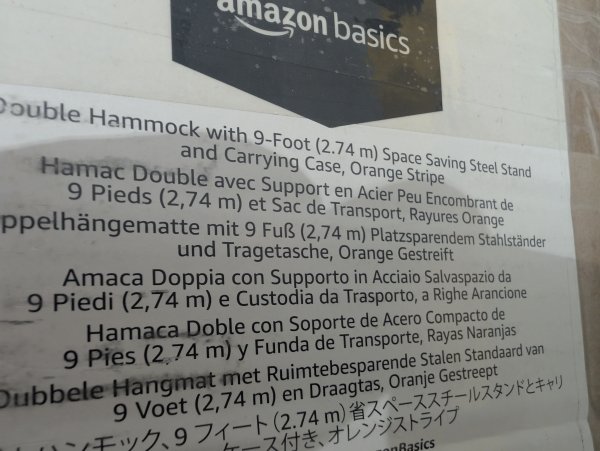 amazon basics
Double Hammock with 9-Foot (2.74 m) Space Saving Steel Stand
and Carrying Case, Orange Stripe
Hamac Double avec Support en Acier Peu Encombrant de
9 Pieds (2,74 m) et Sac de Transport, Rayures Orange
ppelhängematte mit 9 Fuß (2,74 m) Platzsparendem Stahlständer
und Tragetasche, Orange Gestreift
Amaca Doppia con Supporto in Acciaio Salvaspazio da
9 Piedi (2,74 m) e Custodia da Trasporto, a Righe Arancione
Hamaca Doble con Soporte de Acero Compacto de
9 Pies (2,74 m) y Funda de Transporte, Rayas Naranjas
Dubbele Hangmat met Ruimtebesparende Stalen Standaard van
9 Voet (2,74 m) en Draagtas, Oranje Gestreept
ハンモック、9 フィート (2.74 m) 省スペーススチールスタンドとキャリ
ケース付き、オレンジストライプ
onBasics